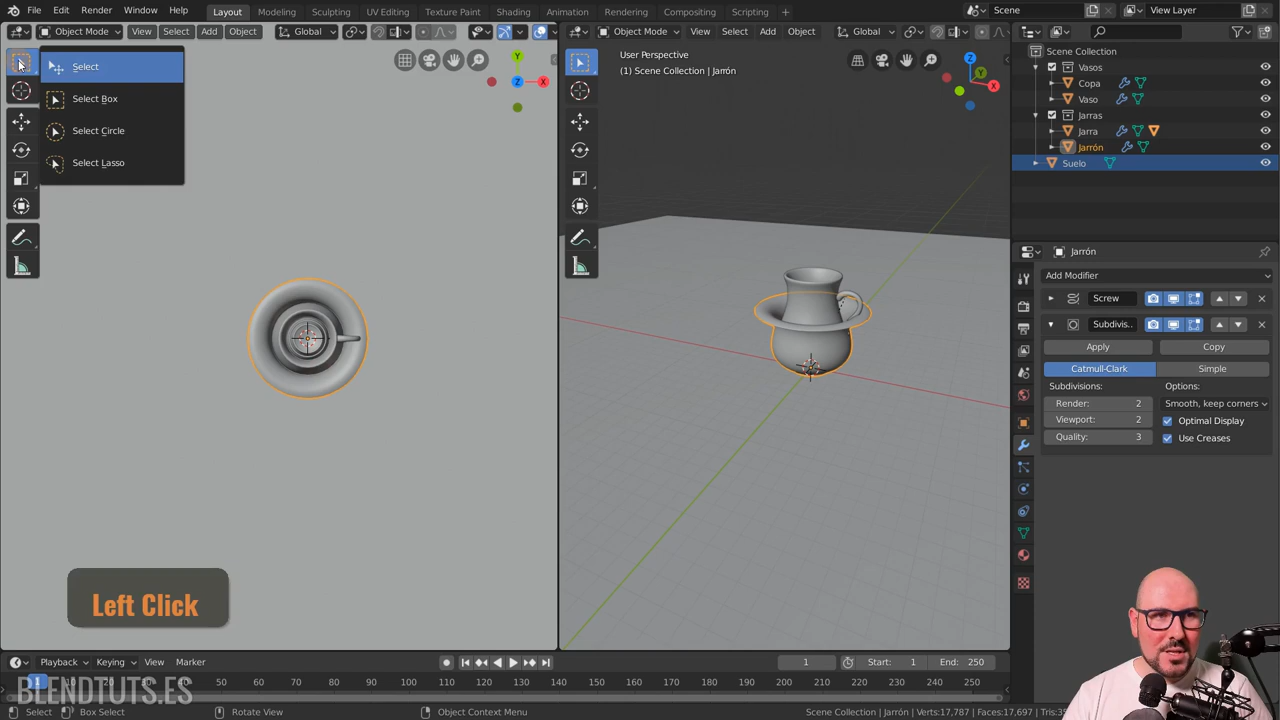 File Edit Render Window Help Layout Modeling Sculpting UV Editing Texture Paint Shading Animation Rendering Compositing Scripting + Scene View Layer
Object Mode View Select Add Object Global
Object Mode View Select Add Object Global
Select
Select Box
Select Circle
Select Lasso
Y
Z
X
User Perspective
(1) Scene Collection | Jarrón
Z
Y
X
Scene Collection
Vasos
Copa
Vaso
Jarras
Jarra
Jarrón
Suelo
Jarrón
Add Modifier
Screw
Subdivis..
Apply Copy
Catmull-Clark Simple
Subdivisions: Options:
Render: 2 Smooth, keep corners
Viewport: 2 Optimal Display
Quality: 3 Use Creases
Left Click
Playback Keying View Marker 1 Start: 1 End: 250
1 10 20 30 40 50 60 70 80 90 100 110 120 130 140 150 160 170 180 190 200 210 220 230 240 250
BLENDTUTS.ES
Select Box Select Rotate View Object Context Menu Scene Collection | Jarrón | Verts:17,787 | Faces:17,697